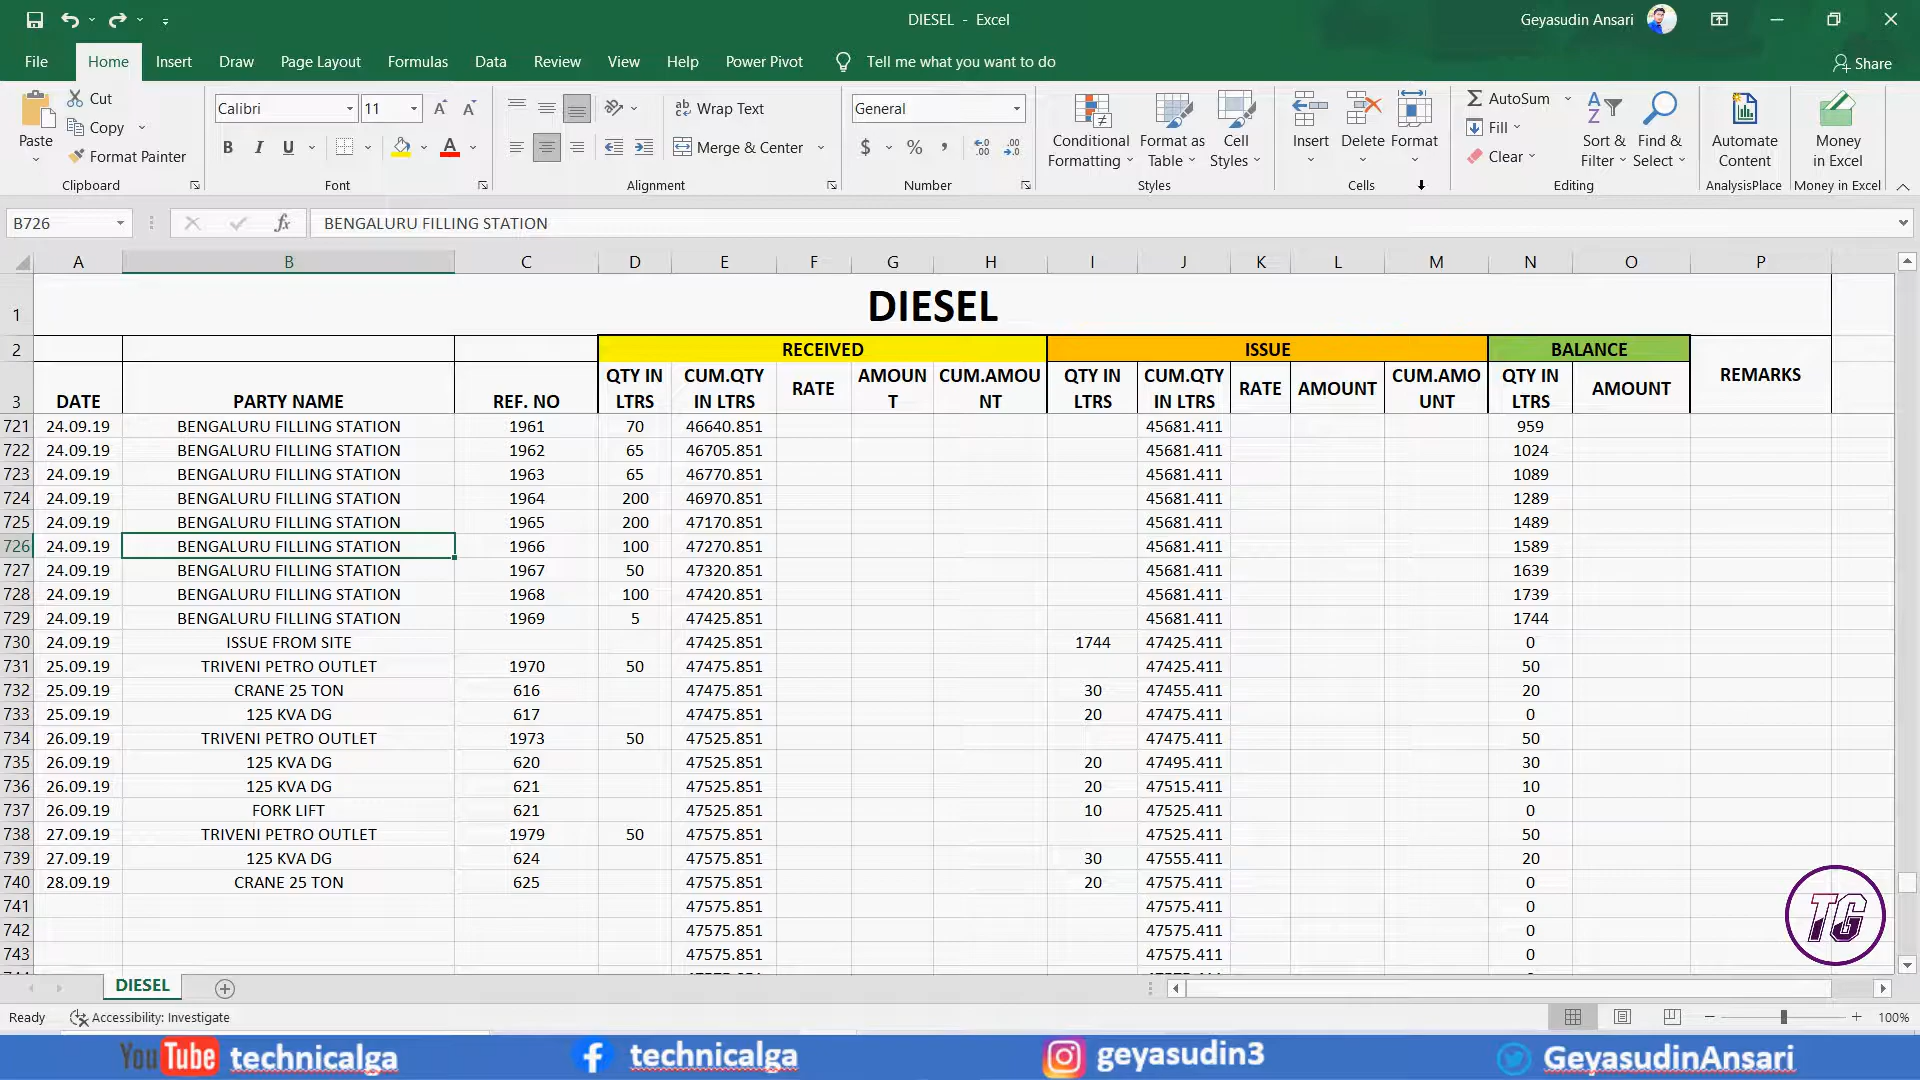 DIESEL - Excel
Geyasudin Ansari
File Home Insert Draw Page Layout Formulas Data Review View Help Power Pivot Tell me what you want to do Share
Paste
Cut
Copy
Format Painter
Clipboard
Calibri 11
B I U
Font
Wrap Text
Merge & Center
Alignment
General
$ % ,
Number
Conditional Formatting
Format as Table
Cell Styles
Styles
Insert Delete Format
Cells
AutoSum
Fill
Clear
Sort & Filter
Find & Select
Editing
Automate Content
AnalysisPlace
Money in Excel
Money in Excel
B726 fx BENGALURU FILLING STATION
A B C D E F G H I J K L M N O P
1 DIESEL
2 RECEIVED ISSUE BALANCE
3 DATE PARTY NAME REF. NO QTY IN LTRS CUM.QTY IN LTRS RATE AMOUNT CUM.AMOUNT QTY IN LTRS CUM.QTY IN LTRS RATE AMOUNT CUM.AMOUNT QTY IN LTRS AMOUNT REMARKS
721 24.09.19 BENGALURU FILLING STATION 1961 70 46640.851 45681.411 959
722 24.09.19 BENGALURU FILLING STATION 1962 65 46705.851 45681.411 1024
723 24.09.19 BENGALURU FILLING STATION 1963 65 46770.851 45681.411 1089
724 24.09.19 BENGALURU FILLING STATION 1964 200 46970.851 45681.411 1289
725 24.09.19 BENGALURU FILLING STATION 1965 200 47170.851 45681.411 1489
726 24.09.19 BENGALURU FILLING STATION 1966 100 47270.851 45681.411 1589
727 24.09.19 BENGALURU FILLING STATION 1967 50 47320.851 45681.411 1639
728 24.09.19 BENGALURU FILLING STATION 1968 100 47420.851 45681.411 1739
729 24.09.19 BENGALURU FILLING STATION 1969 5 47425.851 45681.411 1744
730 24.09.19 ISSUE FROM SITE 47425.851 1744 47425.411 0
731 25.09.19 TRIVENI PETRO OUTLET 1970 50 47475.851 47425.411 50
732 25.09.19 CRANE 25 TON 616 47475.851 30 47455.411 20
733 25.09.19 125 KVA DG 617 47475.851 20 47475.411 0
734 26.09.19 TRIVENI PETRO OUTLET 1973 50 47525.851 47475.411 50
735 26.09.19 125 KVA DG 620 47525.851 20 47495.411 30
736 26.09.19 125 KVA DG 621 47525.851 20 47515.411 10
737 26.09.19 FORK LIFT 621 47525.851 10 47525.411 0
738 27.09.19 TRIVENI PETRO OUTLET 1979 50 47575.851 47525.411 50
739 27.09.19 125 KVA DG 624 47575.851 30 47555.411 20
740 28.09.19 CRANE 25 TON 625 47575.851 20 47575.411 0
741 47575.851 47575.411 0
742 47575.851 47575.411 0
743 47575.851 47575.411 0
TG
DIESEL
Ready Accessibility: Investigate 100%
YouTube technicalga technicalga geyasudin3 GeyasudinAnsari